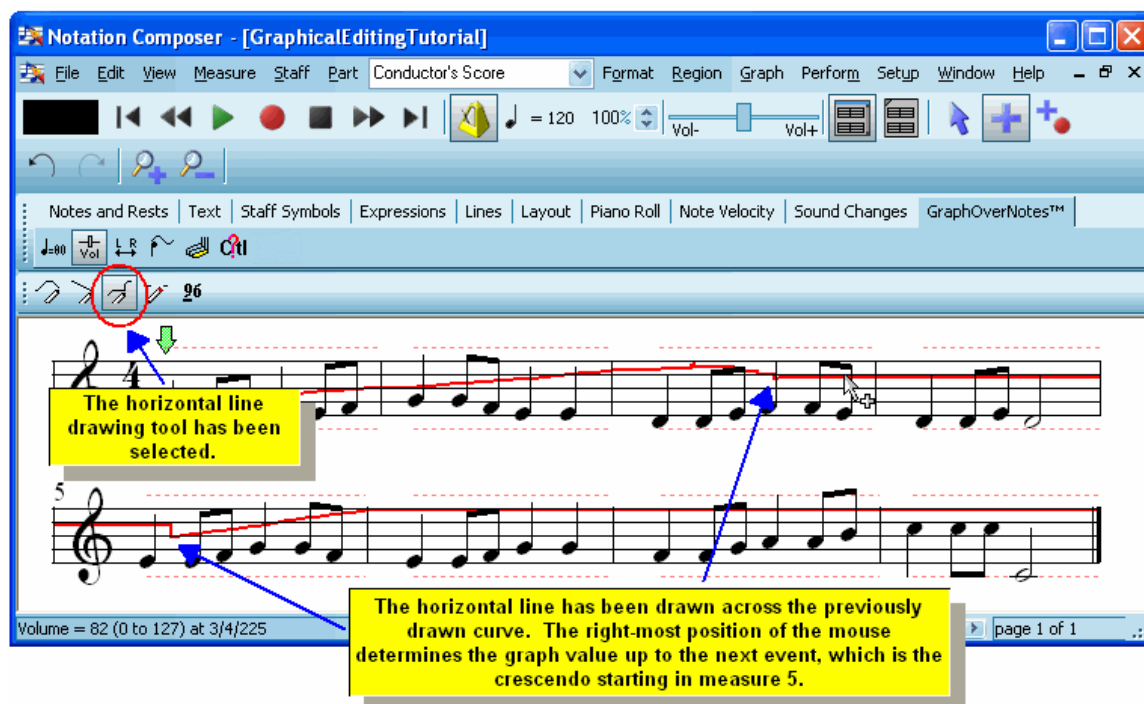 Notation Composer - [GraphicalEditingTutorial]
File Edit View Measure Staff Part Conductor's Score Format Region Graph Perform Setup Window Help
= 120 100% Vol- Vol+
Notes and Rests Text Staff Symbols Expressions Lines Layout Piano Roll Note Velocity Sound Changes GraphOverNotes™
=80 Vol L R Ctl
96
4
The horizontal line
drawing tool has been
selected.
5
The horizontal line has been drawn across the previously
drawn curve. The right-most position of the mouse
determines the graph value up to the next event, which is the
crescendo starting in measure 5.
Volume = 82 (0 to 127) at 3/4/225
page 1 of 1